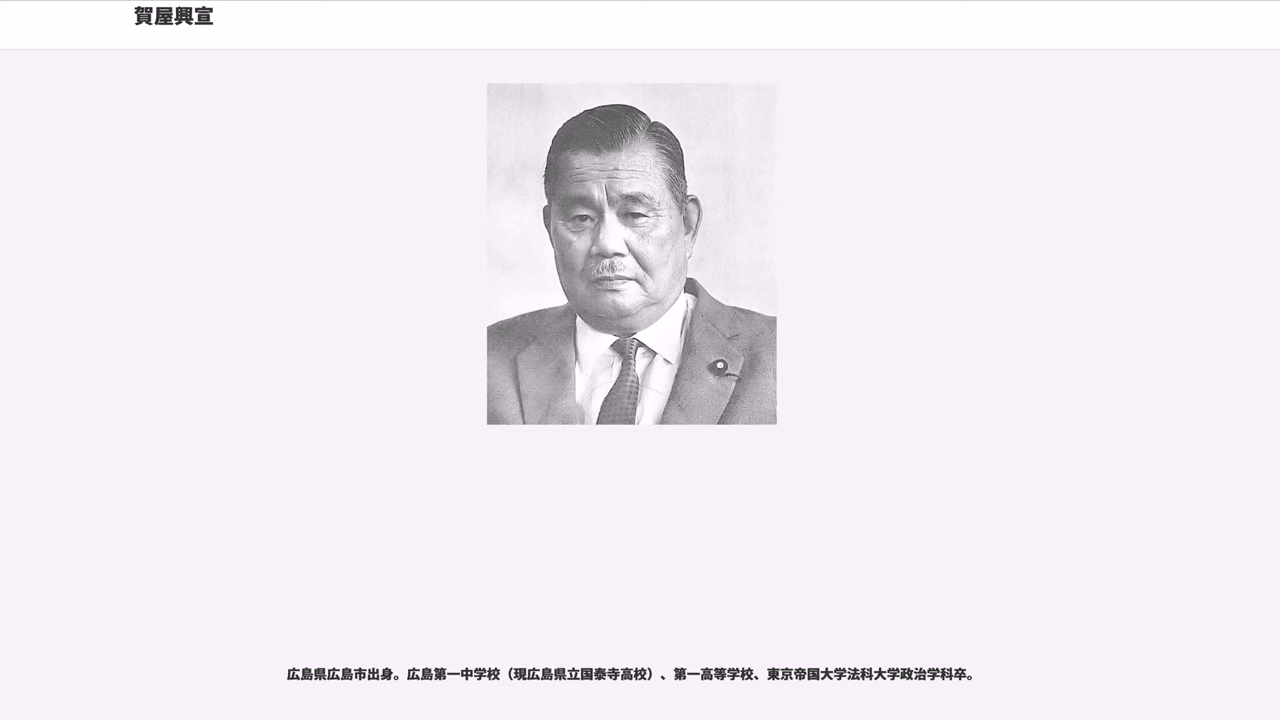 賀屋興宣
広島県広島市出身。広島第一中学校（現広島県立国泰寺高校）、第一高等学校、東京帝国大学法科大学政治学科卒。